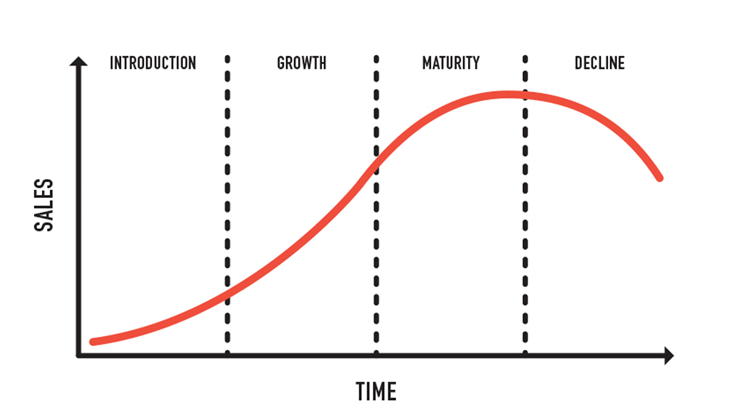 INTRODUCTION
GROWTH
MATURITY
DECLINE
SALES
TIME